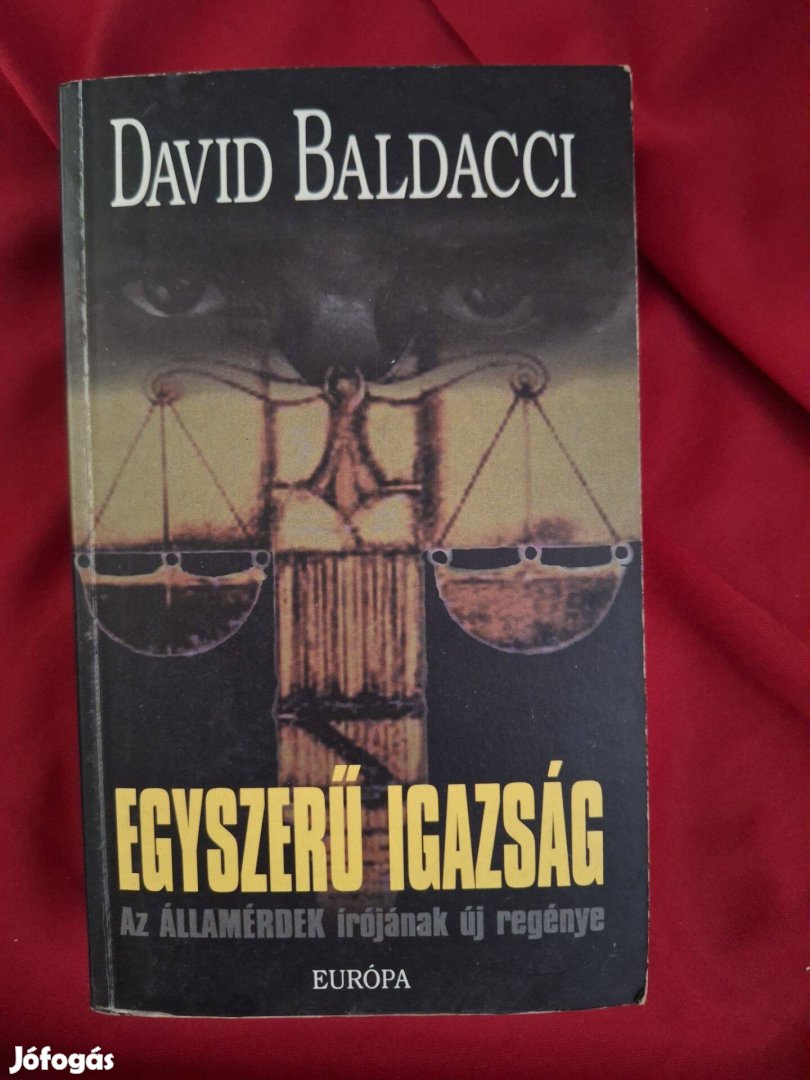 DAVID BALDACCI
EGYSZERŰ IGAZSÁG
Az ÁLLAMÉRDEK írójának új regénye
EURÓPA
Jófogás